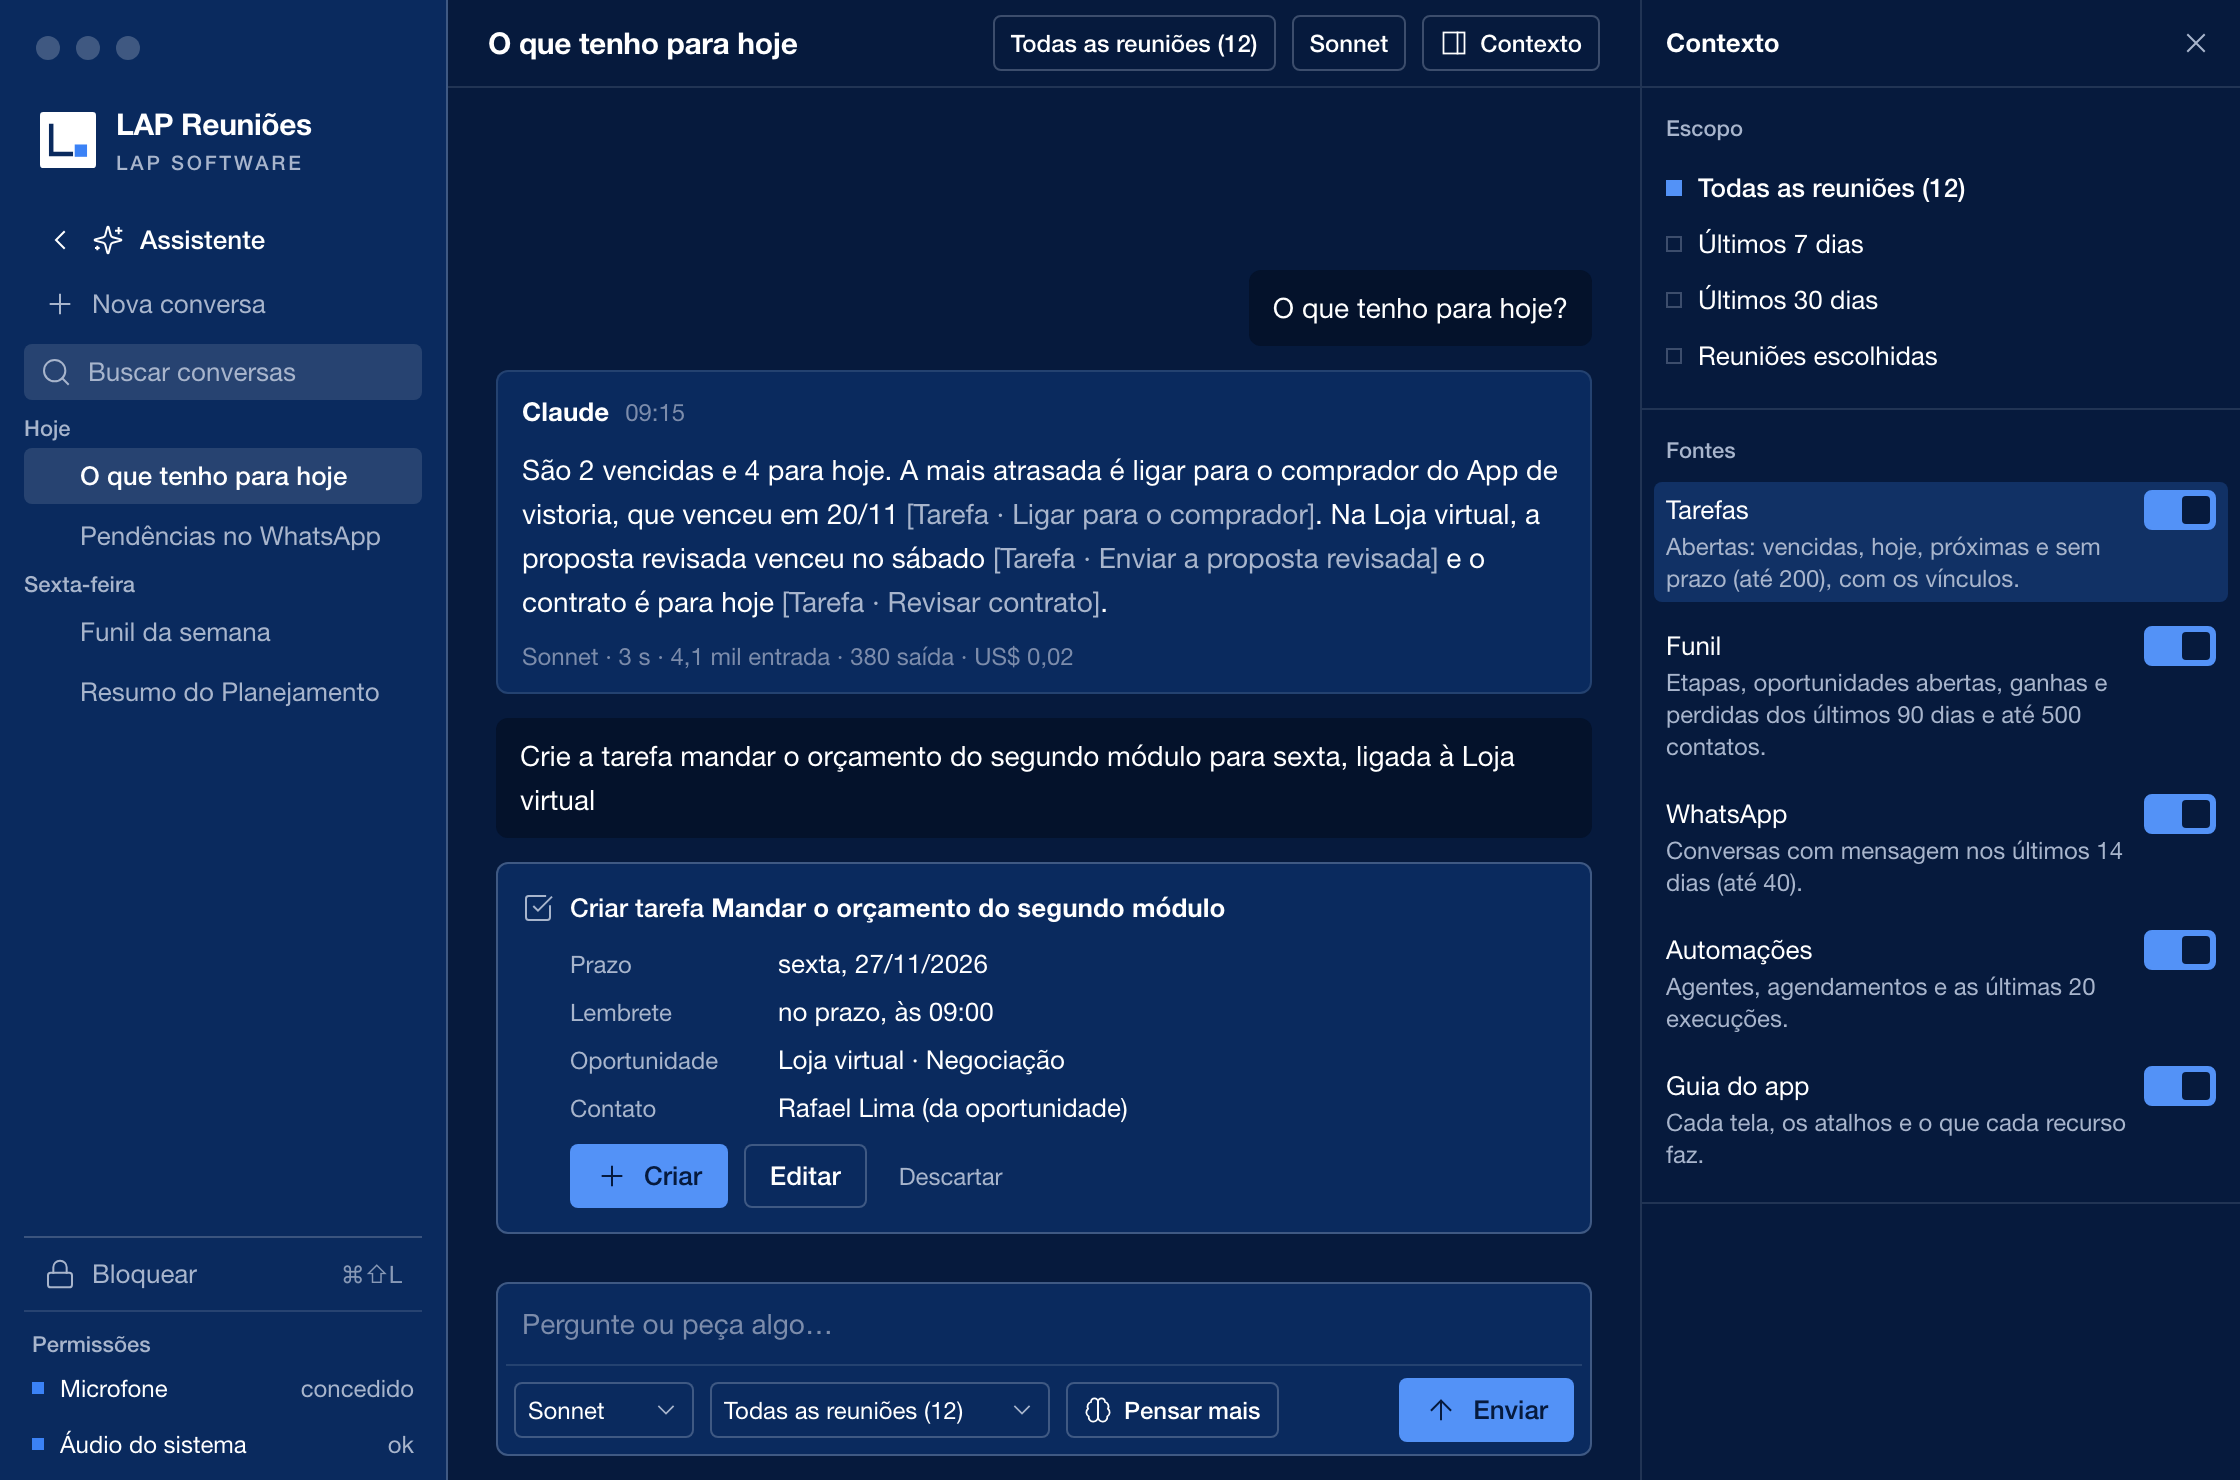 LAP Reuniões
LAP SOFTWARE
Assistente
Nova conversa
Buscar conversas
Hoje
O que tenho para hoje
Pendências no WhatsApp
Sexta-feira
Funil da semana
Resumo do Planejamento
Bloquear ⌘⇧L
Permissões
Microfone concedido
Áudio do sistema ok
O que tenho para hoje
Todas as reuniões (12)
Sonnet
Contexto
O que tenho para hoje?
Claude 09:15
São 2 vencidas e 4 para hoje. A mais atrasada é ligar para o comprador do App de
vistoria, que venceu em 20/11 [Tarefa · Ligar para o comprador]. Na Loja virtual, a
proposta revisada venceu no sábado [Tarefa · Enviar a proposta revisada] e o
contrato é para hoje [Tarefa · Revisar contrato].
Sonnet · 3 s · 4,1 mil entrada · 380 saída · US$ 0,02
Crie a tarefa mandar o orçamento do segundo módulo para sexta, ligada à Loja
virtual
Criar tarefa Mandar o orçamento do segundo módulo
Prazo sexta, 27/11/2026
Lembrete no prazo, às 09:00
Oportunidade Loja virtual · Negociação
Contato Rafael Lima (da oportunidade)
Criar
Editar
Descartar
Pergunte ou peça algo…
Sonnet
Todas as reuniões (12)
Pensar mais
Enviar
Contexto
Escopo
Todas as reuniões (12)
Últimos 7 dias
Últimos 30 dias
Reuniões escolhidas
Fontes
Tarefas
Abertas: vencidas, hoje, próximas e sem
prazo (até 200), com os vínculos.
Funil
Etapas, oportunidades abertas, ganhas e
perdidas dos últimos 90 dias e até 500
contatos.
WhatsApp
Conversas com mensagem nos últimos 14
dias (até 40).
Automações
Agentes, agendamentos e as últimas 20
execuções.
Guia do app
Cada tela, os atalhos e o que cada recurso
faz.